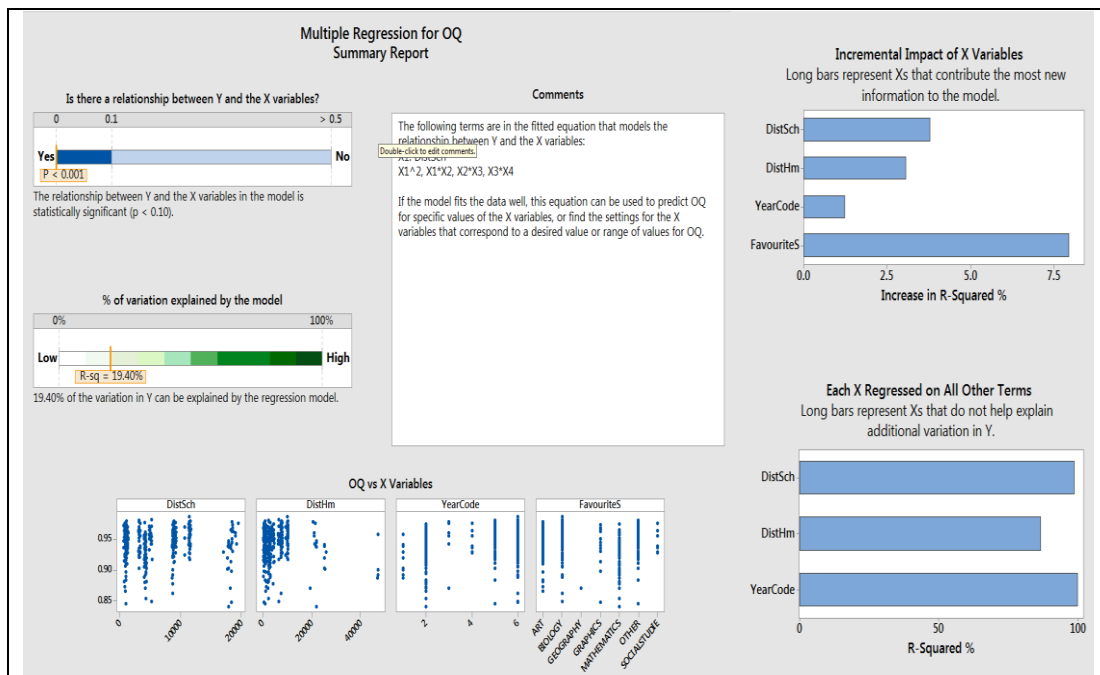 Multiple Regression for OQ
Summary Report
Is there a relationship between Y and the X variables?
0 0.1 > 0.5
Yes No
P < 0.001
The relationship between Y and the X variables in the model is
statistically significant (p < 0.10).
% of variation explained by the model
0% 100%
Low High
R-sq = 19.40%
19.40% of the variation in Y can be explained by the regression model.
Comments
The following terms are in the fitted equation that models the
relationship between Y and the X variables:
Double-click to edit comments.
X1: DistSch
X1^2, X1*X2, X2*X3, X3*X4
If the model fits the data well, this equation can be used to predict OQ
for specific values of the X variables, or find the settings for the X
variables that correspond to a desired value or range of values for OQ.
Incremental Impact of X Variables
Long bars represent Xs that contribute the most new
information to the model.
DistSch
DistHm
YearCode
FavouriteS
0.0 2.5 5.0 7.5
Increase in R-Squared %
Each X Regressed on All Other Terms
Long bars represent Xs that do not help explain
additional variation in Y.
DistSch
DistHm
YearCode
0 50 100
R-Squared %
OQ vs X Variables
DistSch DistHm YearCode FavouriteS
0.95
0.90
0.85
0 10000 20000 0 20000 40000 2 4 6 ART BIOLOGY GEOGRAPHY GRAPHICS MATHEMATICS OTHER SOCIALSTUDIE